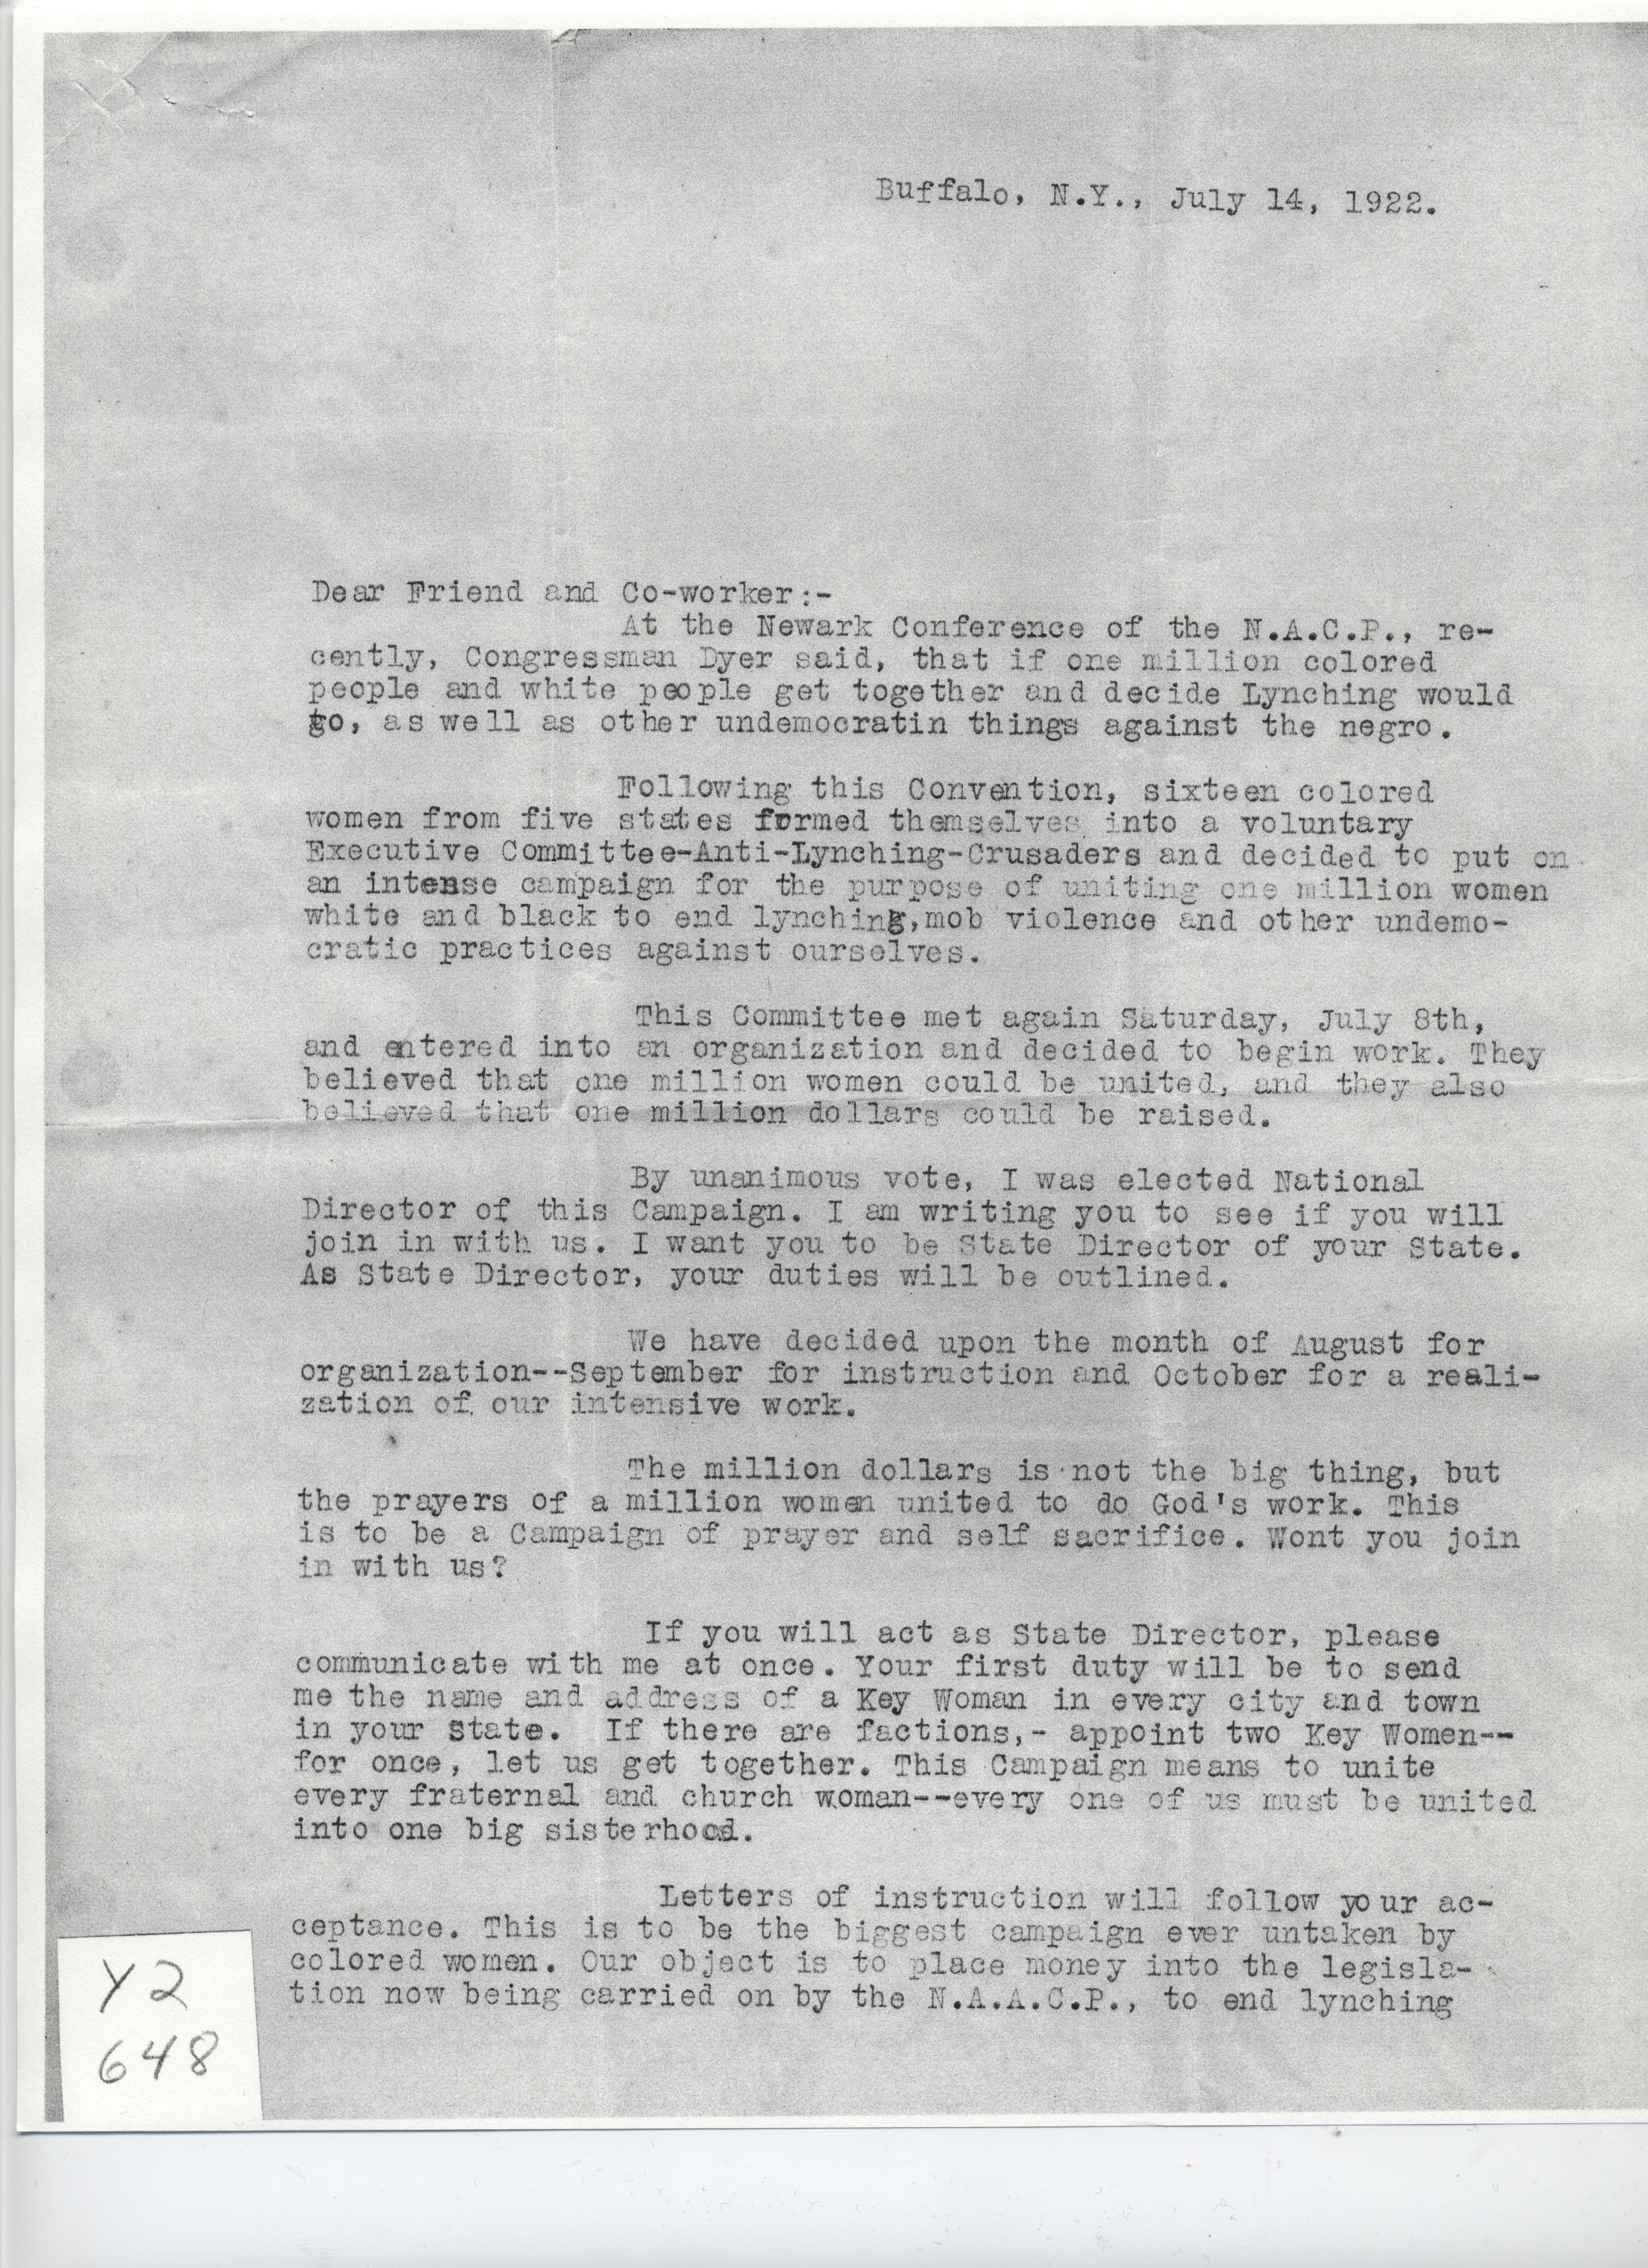 Buffalo, N.Y., July 14, 1922.
Dear Friend and Co-worker:-
At the Newark Conference of the N.A.C.P., re-
cently, Congressman Dyer said, that if one million colored
people and white people get together and decide Lynching would
go, as well as other undemocratin things against the negro.
Following this Convention, sixteen colored
women from five states formed themselves into a voluntary
Executive Committee-Anti-Lynching-Crusaders and decided to put on
an intense campaign for the purpose of uniting one million women
white and black to end lynching,mob violence and other undemo-
cratic practices against ourselves.
This Committee met again Saturday, July 8th,
and entered into an organization and decided to begin work. They
believed that one million women could be united, and they also
believed that one million dollars could be raised.
By unanimous vote, I was elected National
Director of this Campaign. I am writing you to see if you will
join in with us. I want you to be State Director of your State.
As State Director, your duties will be outlined.
We have decided upon the month of August for
organization--September for instruction and October for a reali-
zation of our intensive work.
The million dollars is not the big thing, but
the prayers of a million women united to do God's work. This
is to be a Campaign of prayer and self sacrifice. Wont you join
in with us?
If you will act as State Director, please
communicate with me at once. Your first duty will be to send
me the name and address of a Key Woman in every city and town
in your State. If there are factions,- appoint two Key Women--
for once, let us get together. This Campaign means to unite
every fraternal and church woman--every one of us must be united
into one big sisterhood.
Letters of instruction will follow your ac-
ceptance. This is to be the biggest campaign ever untaken by
colored women. Our object is to place money into the legisla-
tion now being carried on by the N.A.A.C.P., to end lynching
Y2
648